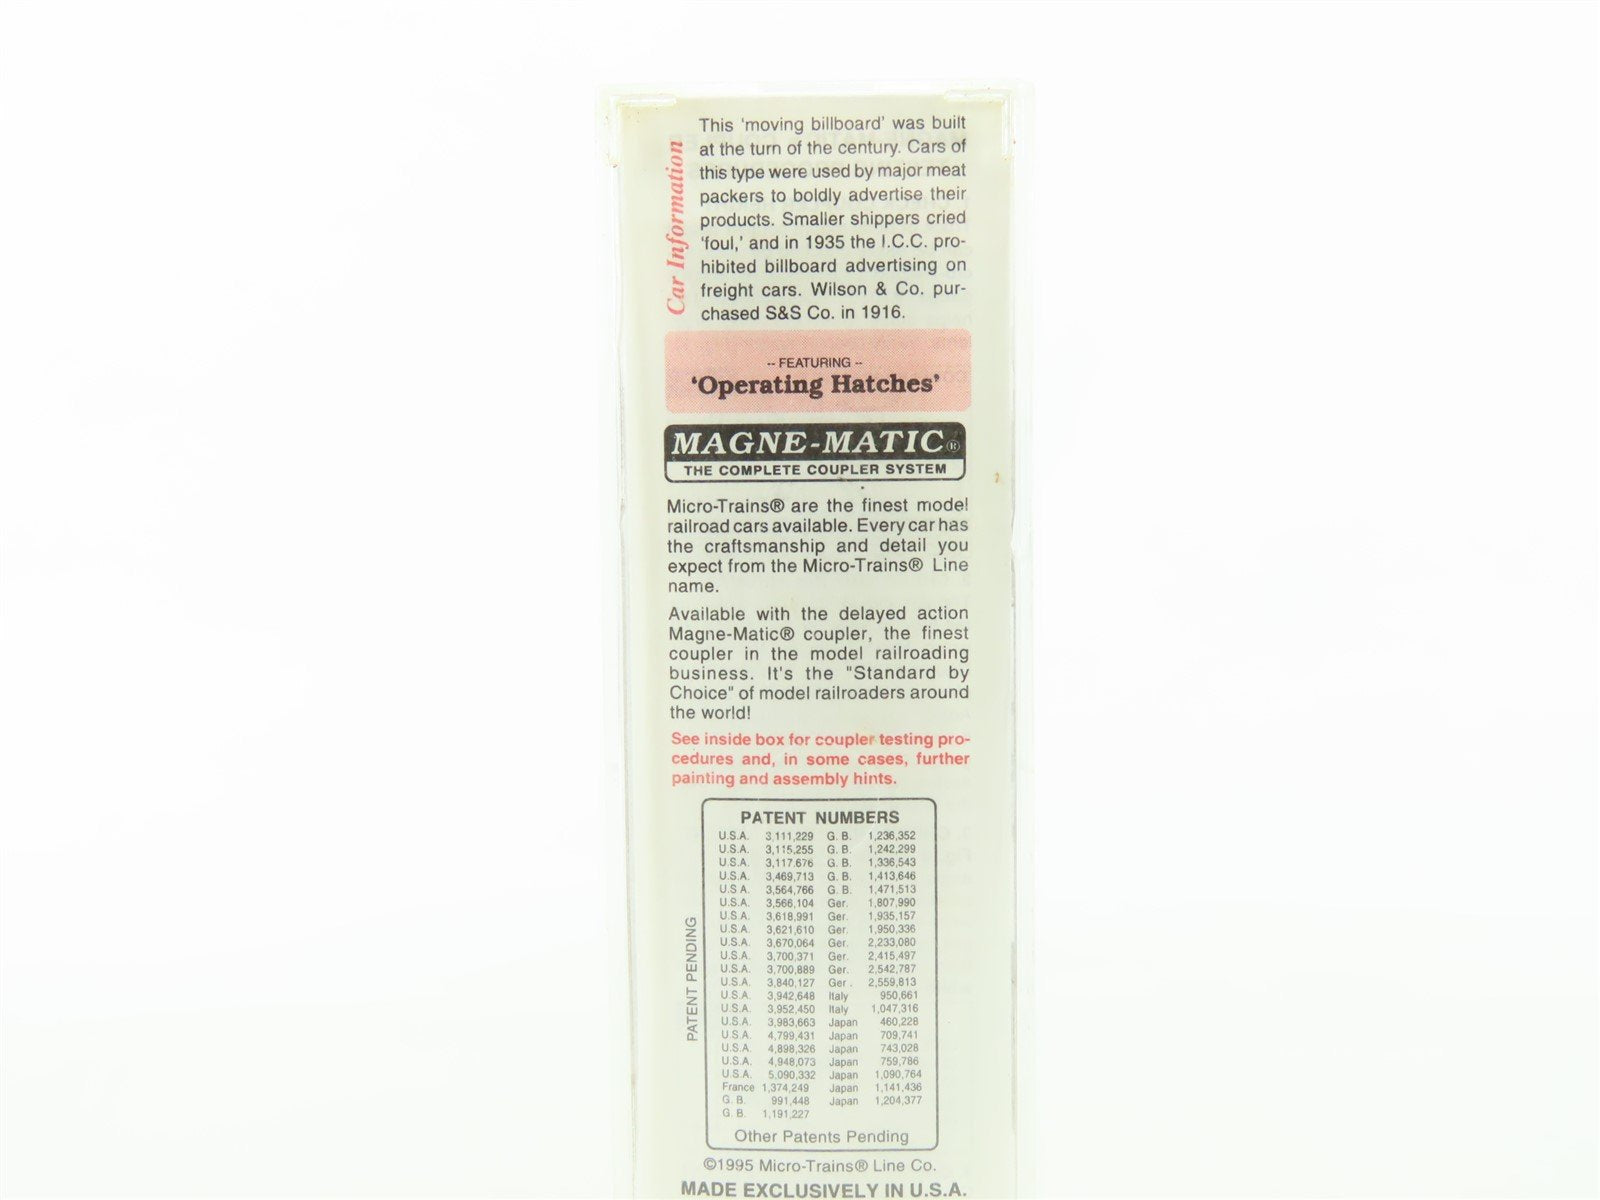 Car Information
This 'moving billboard' was built
at the turn of the century. Cars of
this type were used by major meat
packers to boldly advertise their
products. Smaller shippers cried
'foul,' and in 1935 the I.C.C. pro-
hibited billboard advertising on
freight cars. Wilson & Co. pur-
chased S&S Co. in 1916.
-- FEATURING --
'Operating Hatches'
MAGNE-MATIC®
THE COMPLETE COUPLER SYSTEM
Micro-Trains® are the finest model
railroad cars available. Every car has
the craftsmanship and detail you
expect from the Micro-Trains® Line
name.
Available with the delayed action
Magne-Matic® coupler, the finest
coupler in the model railroading
business. It's the "Standard by
Choice" of model railroaders around
the world!
See inside box for coupler testing pro-
cedures and, in some cases, further
painting and assembly hints.
PATENT PENDING
PATENT NUMBERS
U.S.A. 3,111,229 G. B. 1,236,352
U.S.A. 3,115,255 G. B. 1,242,299
U.S.A. 3,117.676 G. B. 1,336,543
U.S.A. 3,469,713 G. B. 1,413,646
U.S A. 3,564,766 G. B. 1,471,513
U.S.A. 3,566,104 Ger. 1,807,990
U.S.A. 3,618,991 Ger. 1,935,157
U.S.A. 3,621,610 Ger. 1,950,336
U.S.A. 3,670,064 Ger. 2,233,080
U.S.A. 3,700,371 Ger. 2,415,497
U.S.A. 3,700,889 Ger. 2,542,787
U.S.A. 3,840,127 Ger . 2,559,813
U.S.A. 3,942,648 Italy 950,661
U.S.A. 3,952,450 Italy 1,047,316
U.S.A. 3,983,663 Japan 460,228
U.S.A. 4,799,431 Japan 709,741
U.S.A. 4,898,326 Japan 743,028
U.S.A. 4,948,073 Japan 759,786
U.S.A. 5,090,332 Japan 1,090,764
France 1,374,249 Japan 1,141,436
G. B. 991,448 Japan 1,204,377
G. B. 1,191,227
Other Patents Pending
©1995 Micro-Trains® Line Co.
MADE EXCLUSIVELY IN U.S.A.